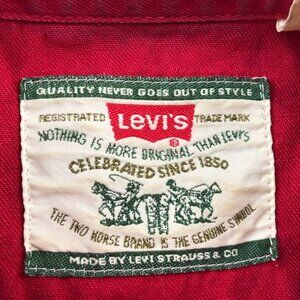 QUALITY NEVER GOES OUT OF STYLE
REGISTRATED LEVI'S TRADE MARK
®
NOTHING IS MORE ORIGINAL THAN LEVI'S
CELEBRATED SINCE 1850
THE TWO HORSE BRAND IS THE GENUINE SYMBOL
MADE BY LEVI STRAUSS & CO